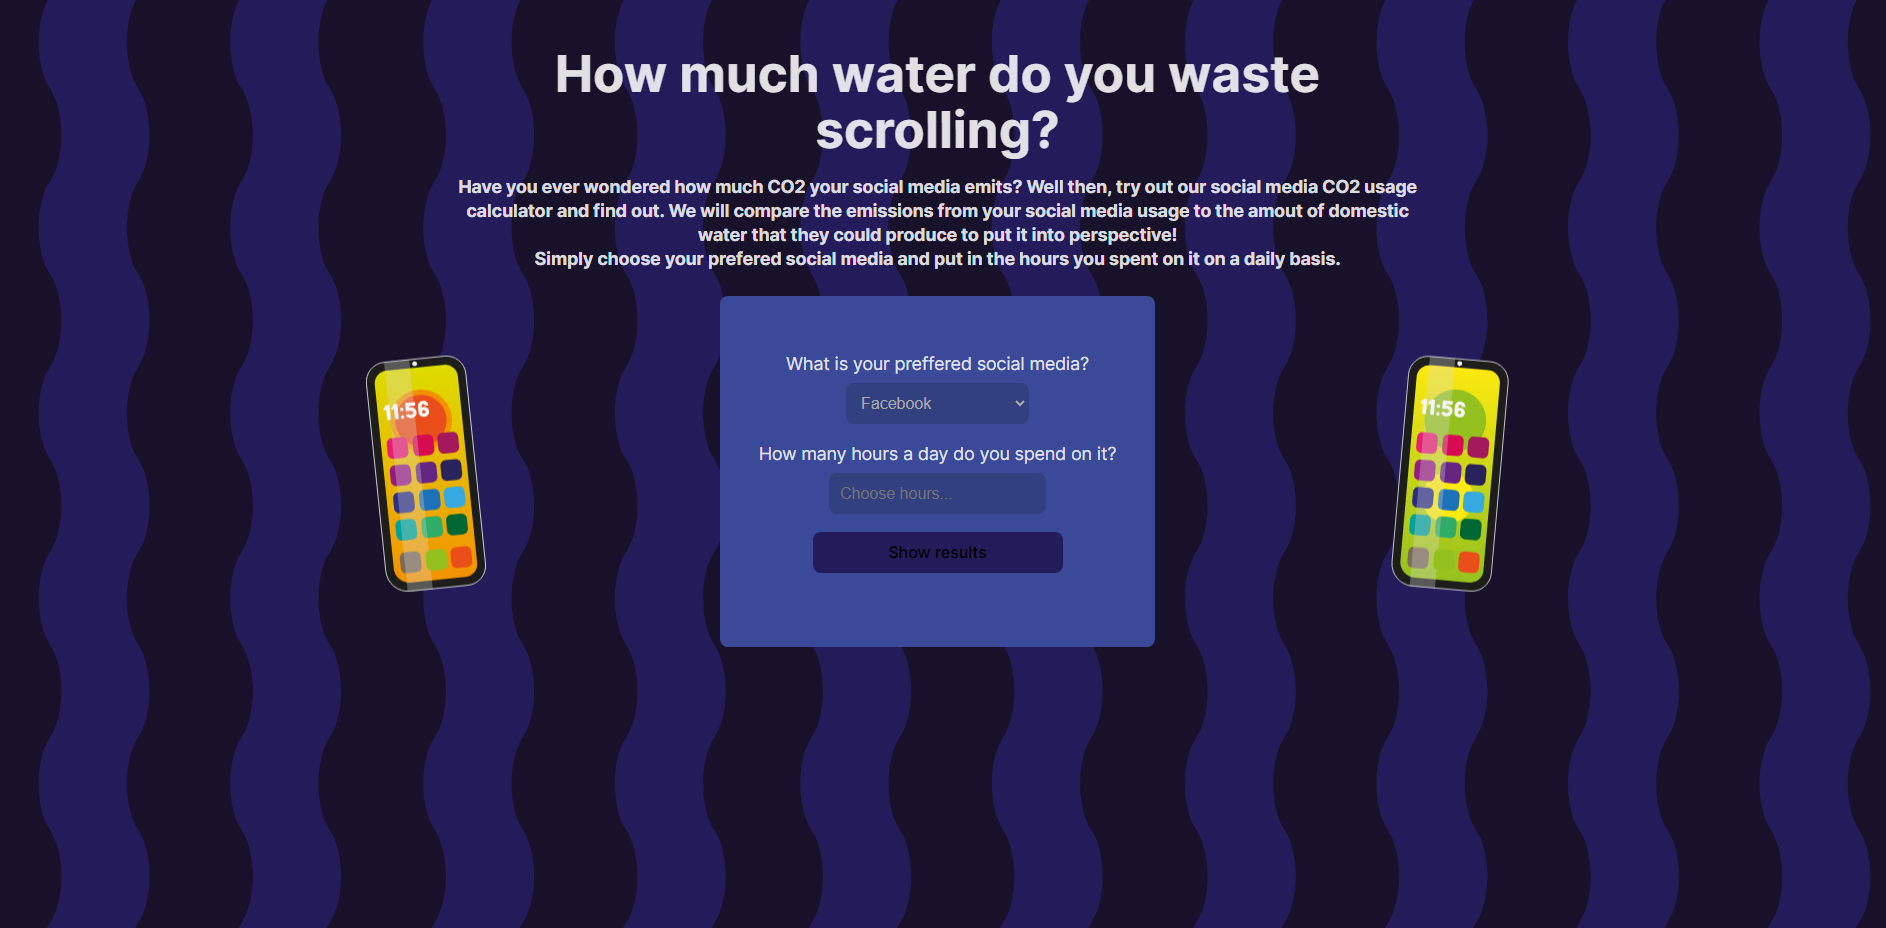 How much water do you waste
scrolling?
Have you ever wondered how much CO2 your social media emits? Well then, try out our social media CO2 usage
calculator and find out. We will compare the emissions from your social media usage to the amout of domestic
water that they could produce to put it into perspective!
Simply choose your prefered social media and put in the hours you spent on it on a daily basis.
What is your preffered social media?
Facebook
How many hours a day do you spend on it?
Choose hours...
Show results
11:56
11:56